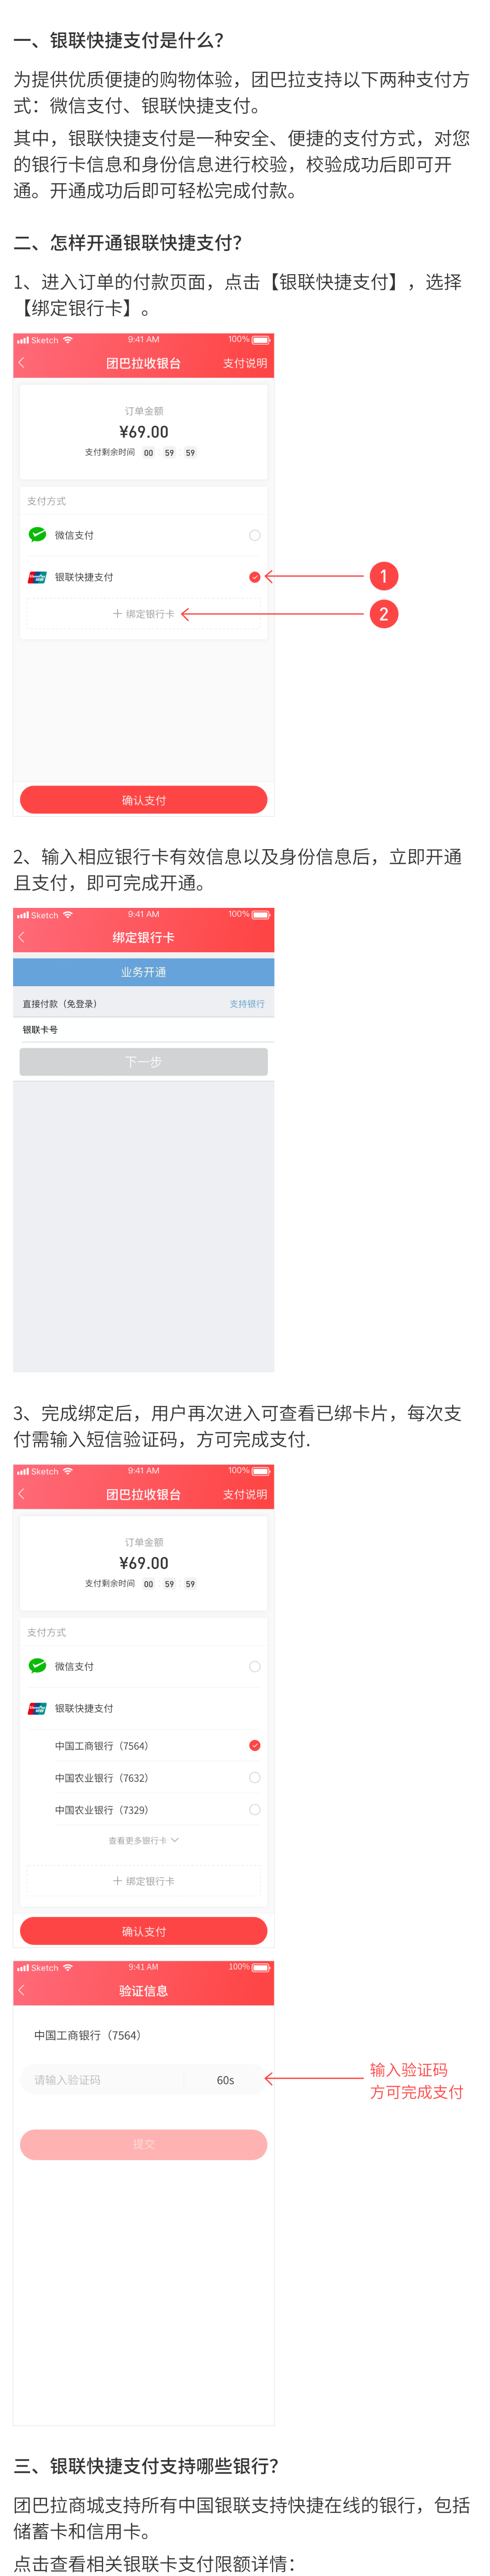 一、银联快捷支付是什么？
为提供优质便捷的购物体验，团巴拉支持以下两种支付方
式：微信支付、银联快捷支付。
其中，银联快捷支付是一种安全、便捷的支付方式，对您
的银行卡信息和身份信息进行校验，校验成功后即可开
通。开通成功后即可轻松完成付款。
二、怎样开通银联快捷支付？
1、进入订单的付款页面，点击【银联快捷支付】，选择
【绑定银行卡】。
Sketch 9:41 AM 100%
团巴拉收银台 支付说明
订单金额
¥69.00
支付剩余时间 00 : 59 : 59
支付方式
微信支付
银联快捷支付
1
+ 绑定银行卡
2
确认支付
2、输入相应银行卡有效信息以及身份信息后，立即开通
且支付，即可完成开通。
Sketch 9:41 AM 100%
绑定银行卡
业务开通
直接付款（免登录） 支持银行
银联卡号
下一步
3、完成绑定后，用户再次进入可查看已绑卡片，每次支
付需输入短信验证码，方可完成支付.
Sketch 9:41 AM 100%
团巴拉收银台 支付说明
订单金额
¥69.00
支付剩余时间 00 : 59 : 59
支付方式
微信支付
银联快捷支付
中国工商银行（7564）
中国农业银行（7632）
中国农业银行（7329）
查看更多银行卡
+ 绑定银行卡
确认支付
Sketch 9:41 AM 100%
验证信息
中国工商银行（7564）
请输入验证码 60s
输入验证码
方可完成支付
提交
三、银联快捷支付支持哪些银行？
团巴拉商城支持所有中国银联支持快捷在线的银行，包括
储蓄卡和信用卡。
点击查看相关银联卡支付限额详情：